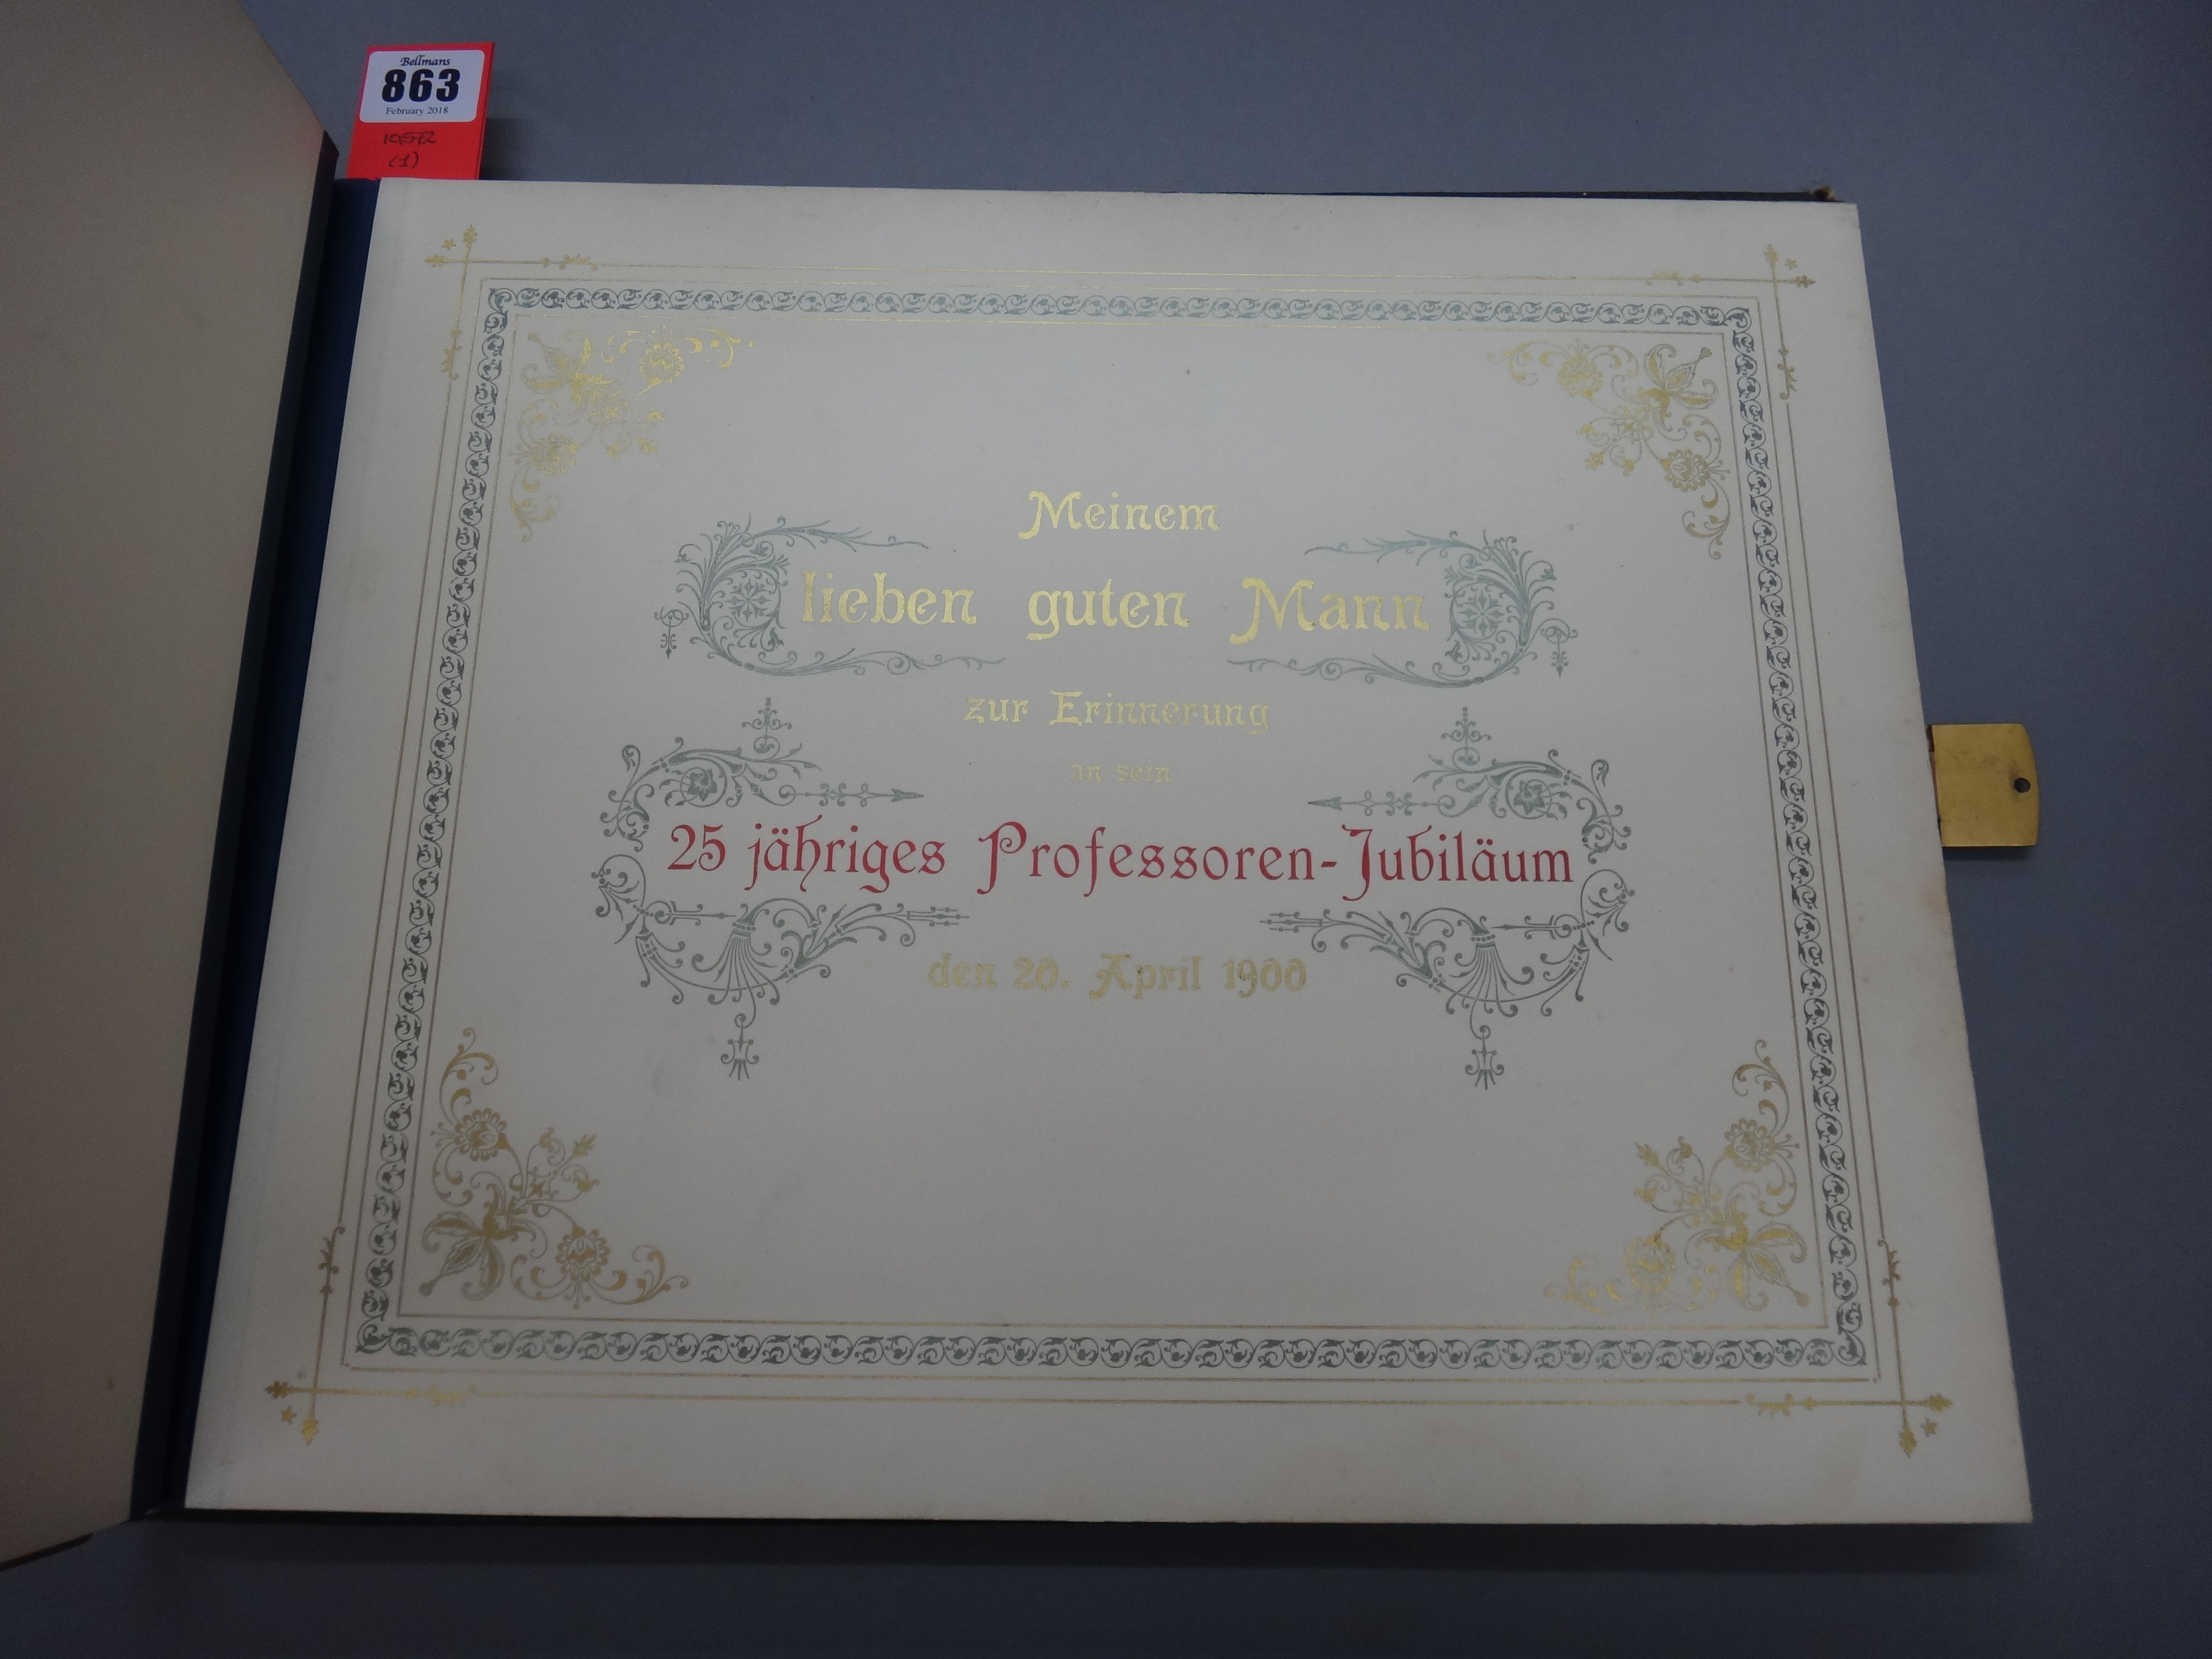 Bellmans
863
February 2018
(1)
Meinem
lieben guten Mann
zur Erinnerung
an sein
25 jähriges Professoren-Jubiläum
den 20. April 1900